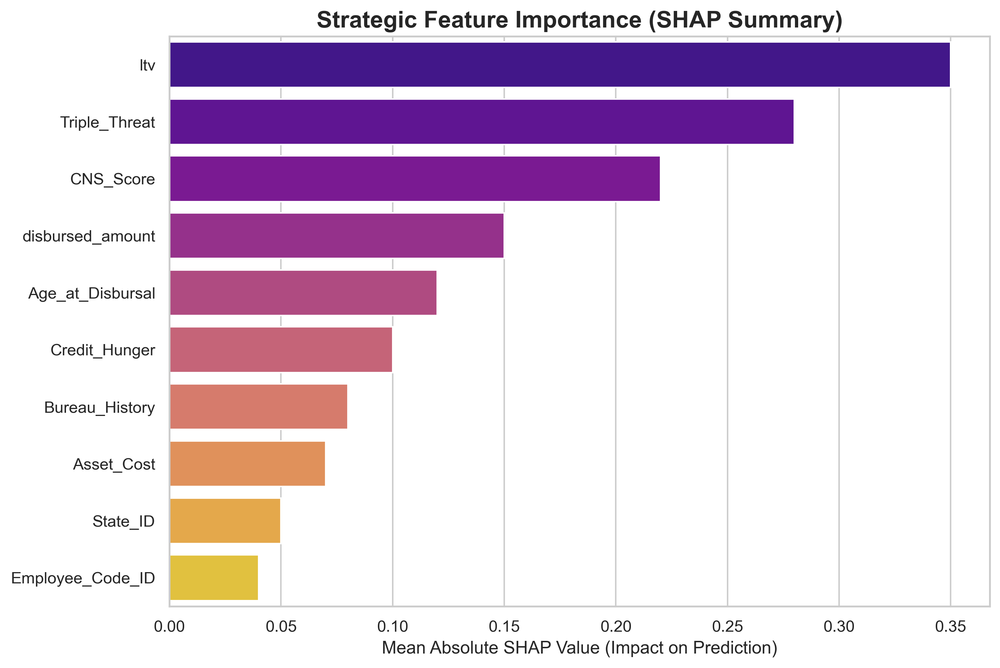 Strategic Feature Importance (SHAP Summary)
ltv
Triple_Threat
CNS_Score
disbursed_amount
Age_at_Disbursal
Credit_Hunger
Bureau_History
Asset_Cost
State_ID
Employee_Code_ID
0.00 0.05 0.10 0.15 0.20 0.25 0.30 0.35
Mean Absolute SHAP Value (Impact on Prediction)